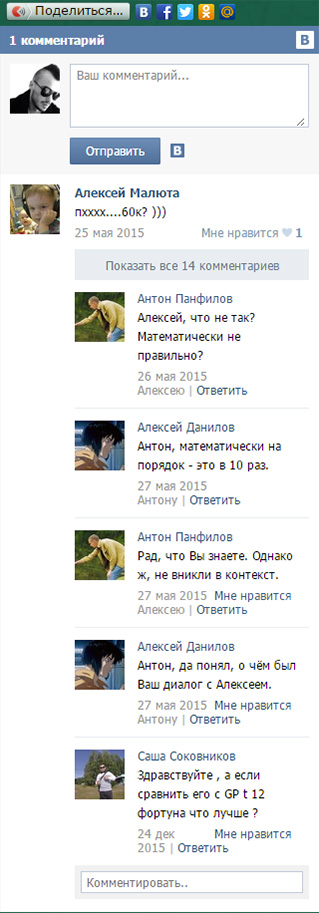 Поделиться...
1 комментарий
Ваш комментарий...
Отправить
Алексей Малюта
пхххх....60к? )))
25 мая 2015 Мне нравится 1
Показать все 14 комментариев
Антон Панфилов
Алексей, что не так?
Математически не
правильно?
26 мая 2015
Алексею | Ответить
Алексей Данилов
Антон, математически на
порядок - это в 10 раз.
27 мая 2015
Антону | Ответить
Антон Панфилов
Рад, что Вы знаете. Однако
ж, не вникли в контекст.
27 мая 2015 Мне нравится
Алексею | Ответить
Алексей Данилов
Антон, да понял, о чём был
Ваш диалог с Алексеем.
27 мая 2015 Мне нравится
Антону | Ответить
Саша Соковников
Здравствуйте , а если
сравнить его с GP t 12
фортуна что лучше ?
24 дек Мне нравится
2015 | Ответить
Комментировать..